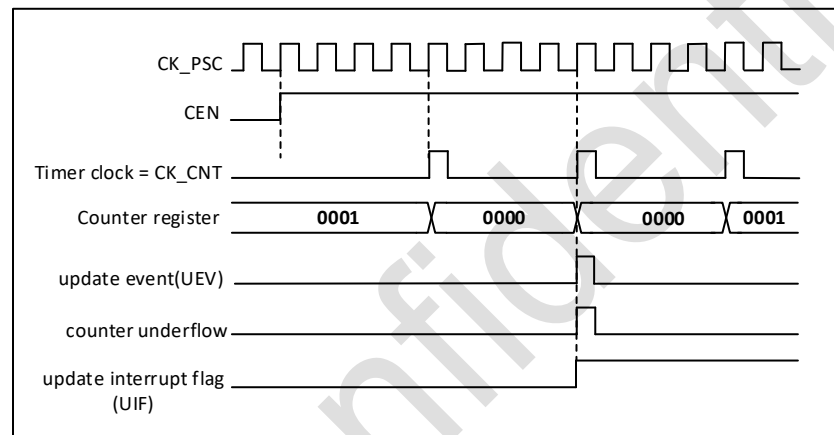 CK_PSC
CEN
Timer clock = CK_CNT
Counter register 0001 0000 0000 0001
update event(UEV)
counter underflow
update interrupt flag
(UIF)